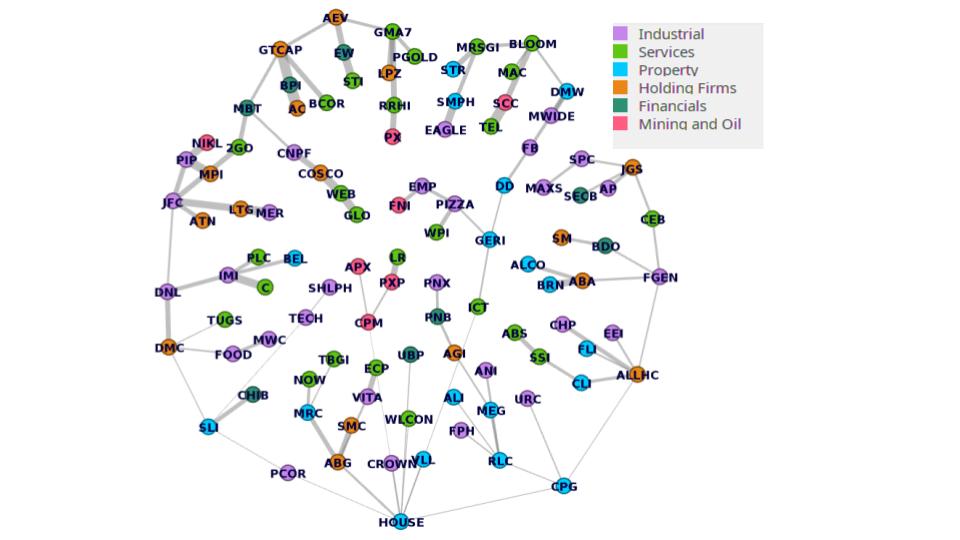 AEV
GMA7
GTCAP
EW
PGOLD
MRSGI
BLOOM
LPZ
STR
MAC
BPI
STI
DMW
AC
BCOR
RRHI
SMPH
SCC
MBT
MWIDE
PX
EAGLE
TEL
NIKL
2GO
FB
PIP
CNPF
SPC
MPI
COSCO
JGS
EMP
DD
MAXS
SECB
AP
WEB
JFC
LTG
MER
FNI
PIZZA
GLO
ATN
CEB
WPI
GERI
SM
BDO
PLC
BEL
LR
APX
ALCO
IMI
PXP
PNX
BRN
ABA
FGEN
C
SHLPH
DNL
ICT
TUGS
TECH
CPM
PNB
CHP
ABS
EEI
MWC
DMC
FOOD
FLI
TBGI
UBP
AGI
SSI
ECP
ANI
ALLHC
NOW
CLI
CHIB
VITA
ALI
URC
MRC
MEG
SLI
SMC
WLCON
FPH
ABG
CROWN
VLL
RLC
PCOR
CPG
HOUSE
Industrial
Services
Property
Holding Firms
Financials
Mining and Oil